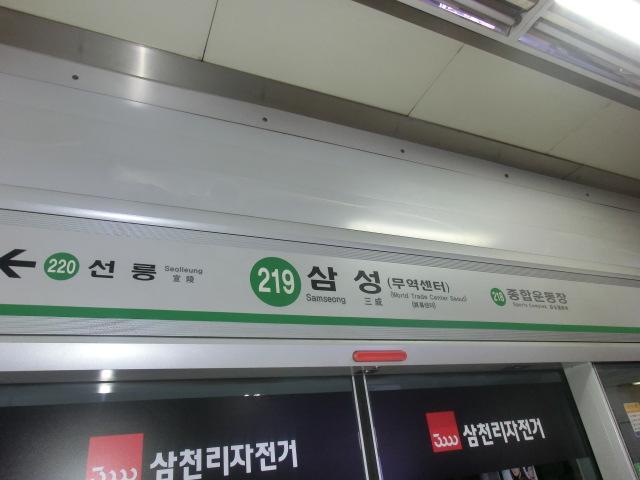 220 선릉 Seolleung 宣陵
219 삼성 (무역센터)
Samseong 三成 (World Trade Center Seoul)
218 종합운동장
Sports Complex
3000 삼천리자전거
3000 삼천리자전거